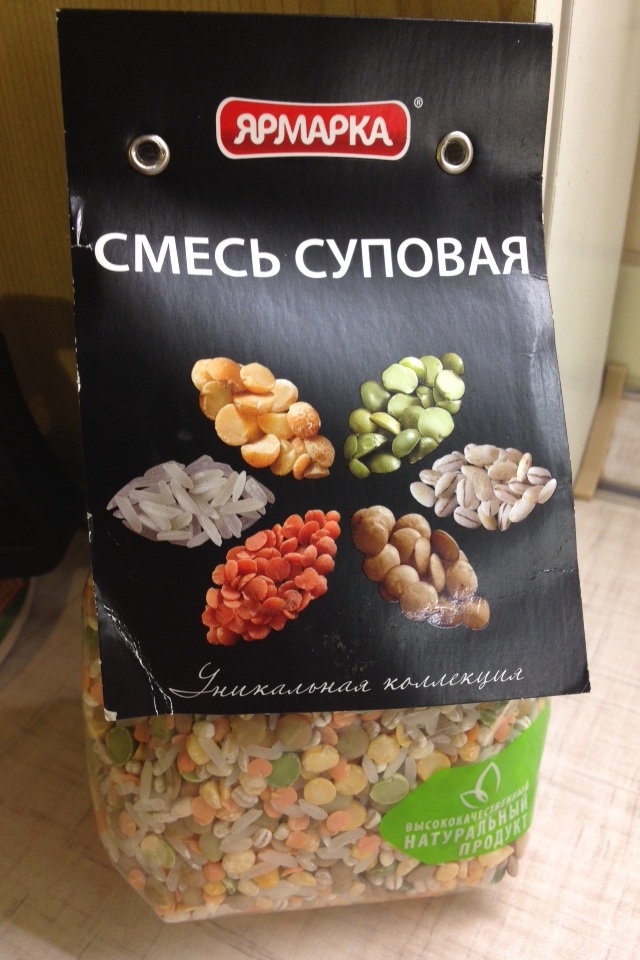 ЯРМАРКА ®
СМЕСЬ СУПОВАЯ
Уникальная коллекция
ВЫСОКОКАЧЕСТВЕННЫЙ
НАТУРАЛЬНЫЙ
ПРОДУКТ